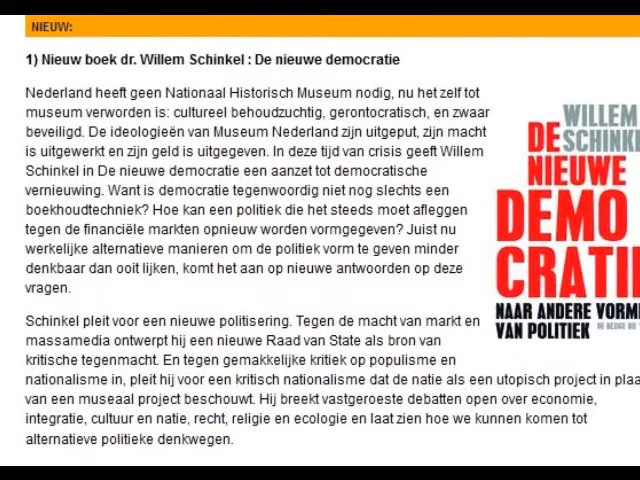 NIEUW:
1) Nieuw boek dr. Willem Schinkel : De nieuwe democratie
Nederland heeft geen Nationaal Historisch Museum nodig, nu het zelf tot
museum verworden is: cultureel behoudzuchtig, gerontocratisch, en zwaar
beveiligd. De ideologieën van Museum Nederland zijn uitgeput, zijn macht
is uitgewerkt en zijn geld is uitgegeven. In deze tijd van crisis geeft Willem
Schinkel in De nieuwe democratie een aanzet tot democratische
vernieuwing. Want is democratie tegenwoordig niet nog slechts een
boekhoudtechniek? Hoe kan een politiek die het steeds moet afleggen
tegen de financiële markten opnieuw worden vormgegeven? Juist nu
werkelijke alternatieve manieren om de politiek vorm te geven minder
denkbaar dan ooit lijken, komt het aan op nieuwe antwoorden op deze
vragen.
Schinkel pleit voor een nieuwe politisering. Tegen de macht van markt en
massamedia ontwerpt hij een nieuwe Raad van State als bron van
kritische tegenmacht. En tegen gemakkelijke kritiek op populisme en
nationalisme in, pleit hij voor een kritisch nationalisme dat de natie als een utopisch project in plaa
van een museaal project beschouwt. Hij breekt vastgeroeste debatten open over economie,
integratie, cultuur en natie, recht, religie en ecologie en laat zien hoe we kunnen komen tot
alternatieve politieke denkwegen.
WILLEM
DE SCHINKE
NIEUWE
DEMO
CRATI
NAAR ANDERE VORME
VAN POLITIEK DE BEZIGE BIJ